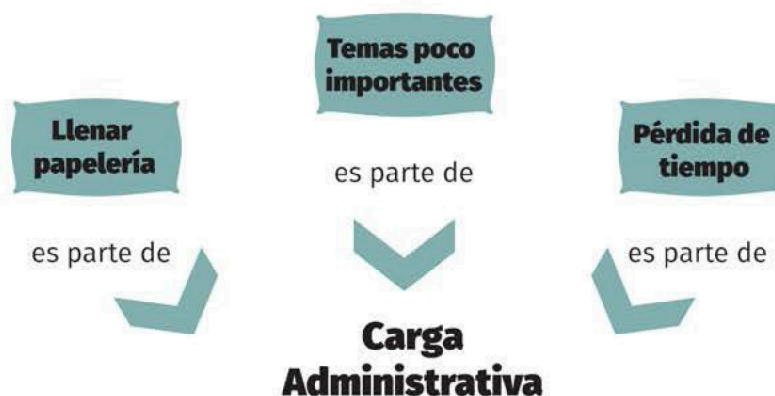 Temas poco
importantes
Llenar
papelería
Pérdida de
tiempo
es parte de
es parte de
es parte de
Carga
Administrativa